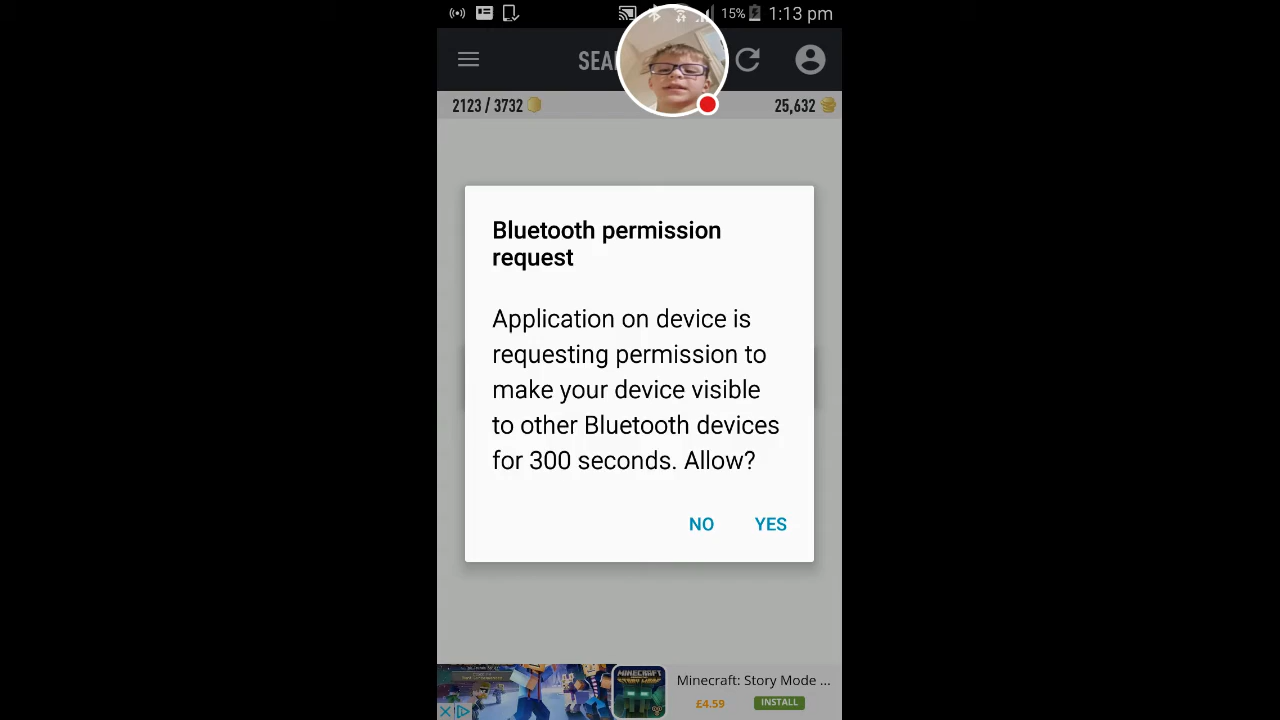 15% 1:13 pm
SEA
2123 / 3732 25,632
Bluetooth permission
request
Application on device is
requesting permission to
make your device visible
to other Bluetooth devices
for 300 seconds. Allow?
NO YES
MINECRAFT
Minecraft: Story Mode ...
£4.59 INSTALL